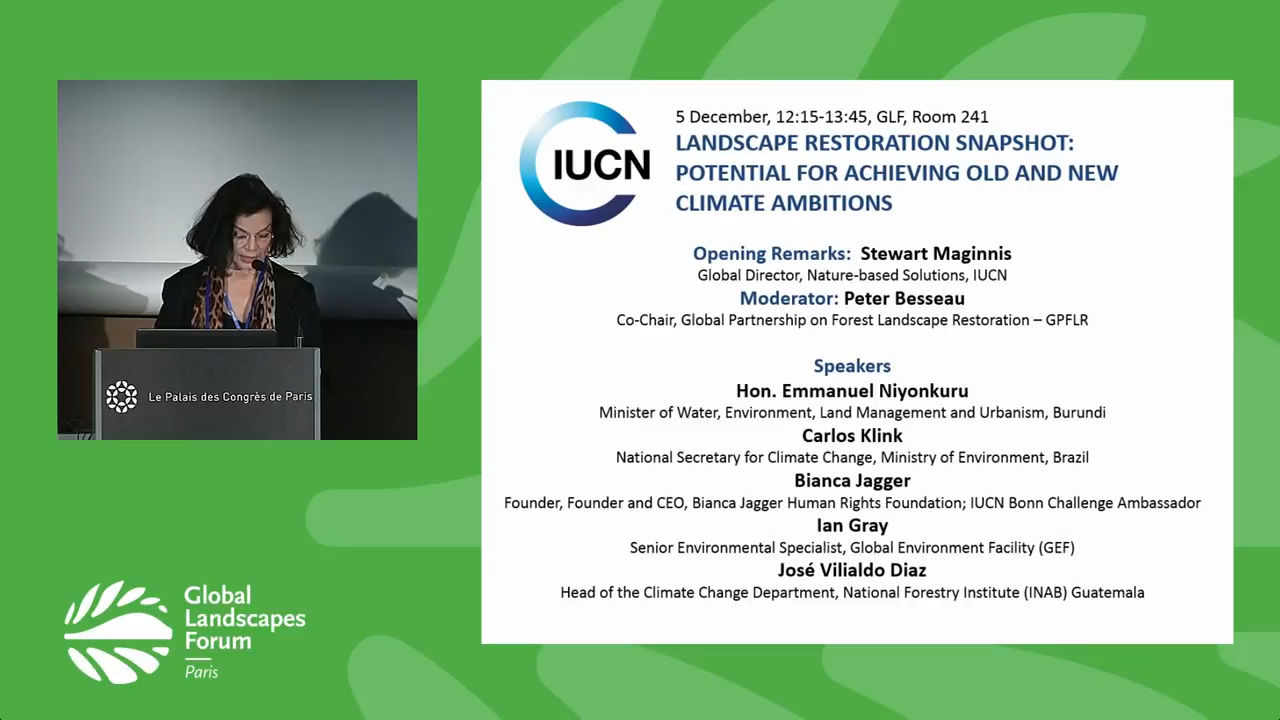 5 December, 12:15-13:45, GLF, Room 241
IUCN
LANDSCAPE RESTORATION SNAPSHOT:
POTENTIAL FOR ACHIEVING OLD AND NEW
CLIMATE AMBITIONS
Opening Remarks: Stewart Maginnis
Global Director, Nature-based Solutions, IUCN
Moderator: Peter Besseau
Co-Chair, Global Partnership on Forest Landscape Restoration – GPFLR
Speakers
Hon. Emmanuel Niyonkuru
Minister of Water, Environment, Land Management and Urbanism, Burundi
Carlos Klink
National Secretary for Climate Change, Ministry of Environment, Brazil
Bianca Jagger
Founder, Founder and CEO, Bianca Jagger Human Rights Foundation; IUCN Bonn Challenge Ambassador
Ian Gray
Senior Environmental Specialist, Global Environment Facility (GEF)
José Vilialdo Diaz
Head of the Climate Change Department, National Forestry Institute (INAB) Guatemala
Le Palais des Congrès de Paris
Global
Landscapes
Forum
Paris